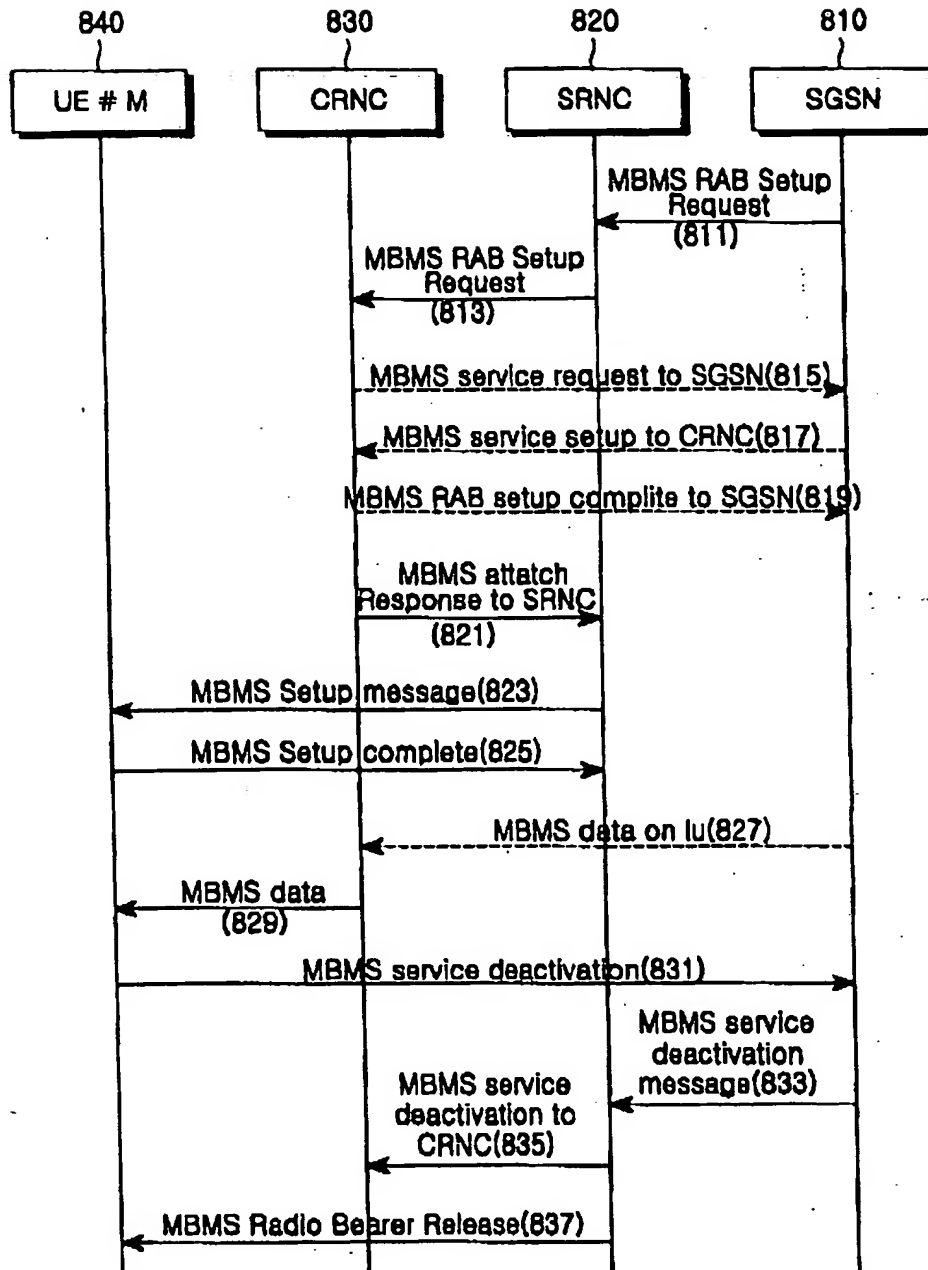 840 830 820 810
UE # M CRNC SRNC SGSN
MBMS RAB Setup
Request
(811)
MBMS RAB Setup
Request
(813)
MBMS service request to SGSN(815)
MBMS service setup to CRNC(817)
MBMS RAB setup complite to SGSN(819)
MBMS attatch
Response to SRNC
(821)
MBMS Setup message(823)
MBMS Setup complete(825)
MBMS data on Iu(827)
MBMS data
(829)
MBMS service deactivation(831)
MBMS service
deactivation
message(833)
MBMS service
deactivation to
CRNC(835)
MBMS Radio Bearer Release(837)